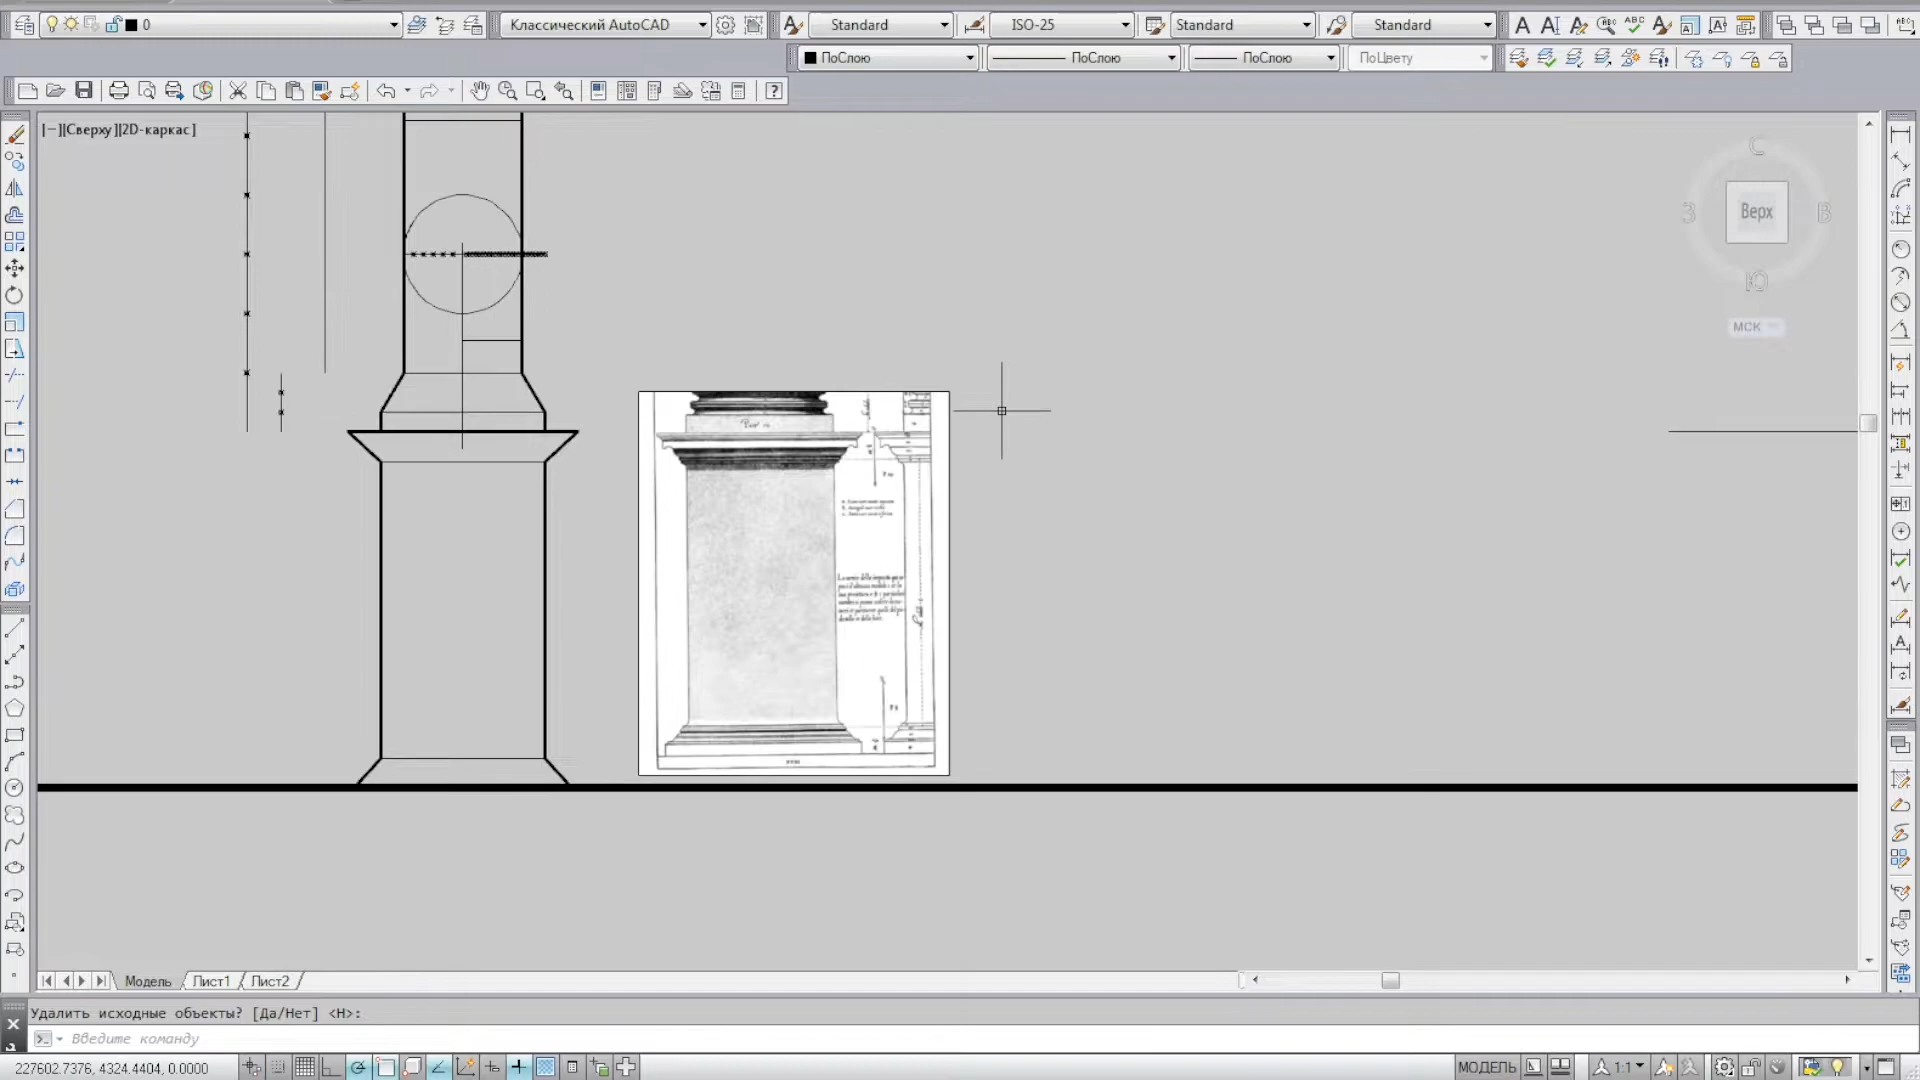 0
Классический AutoCAD
Standard
ISO-25
Standard
Standard
ПоСлою
ПоСлою
ПоСлою
ПоЦвету
[−][Сверху][2D-каркас]
С
З
Верх
В
Ю
МСК
Модель
Лист1
Лист2
Удалить исходные объекты? [Да/Нет] <Н>:
Введите команду
227602.7376, 4324.4404, 0.0000
МОДЕЛЬ
1:1